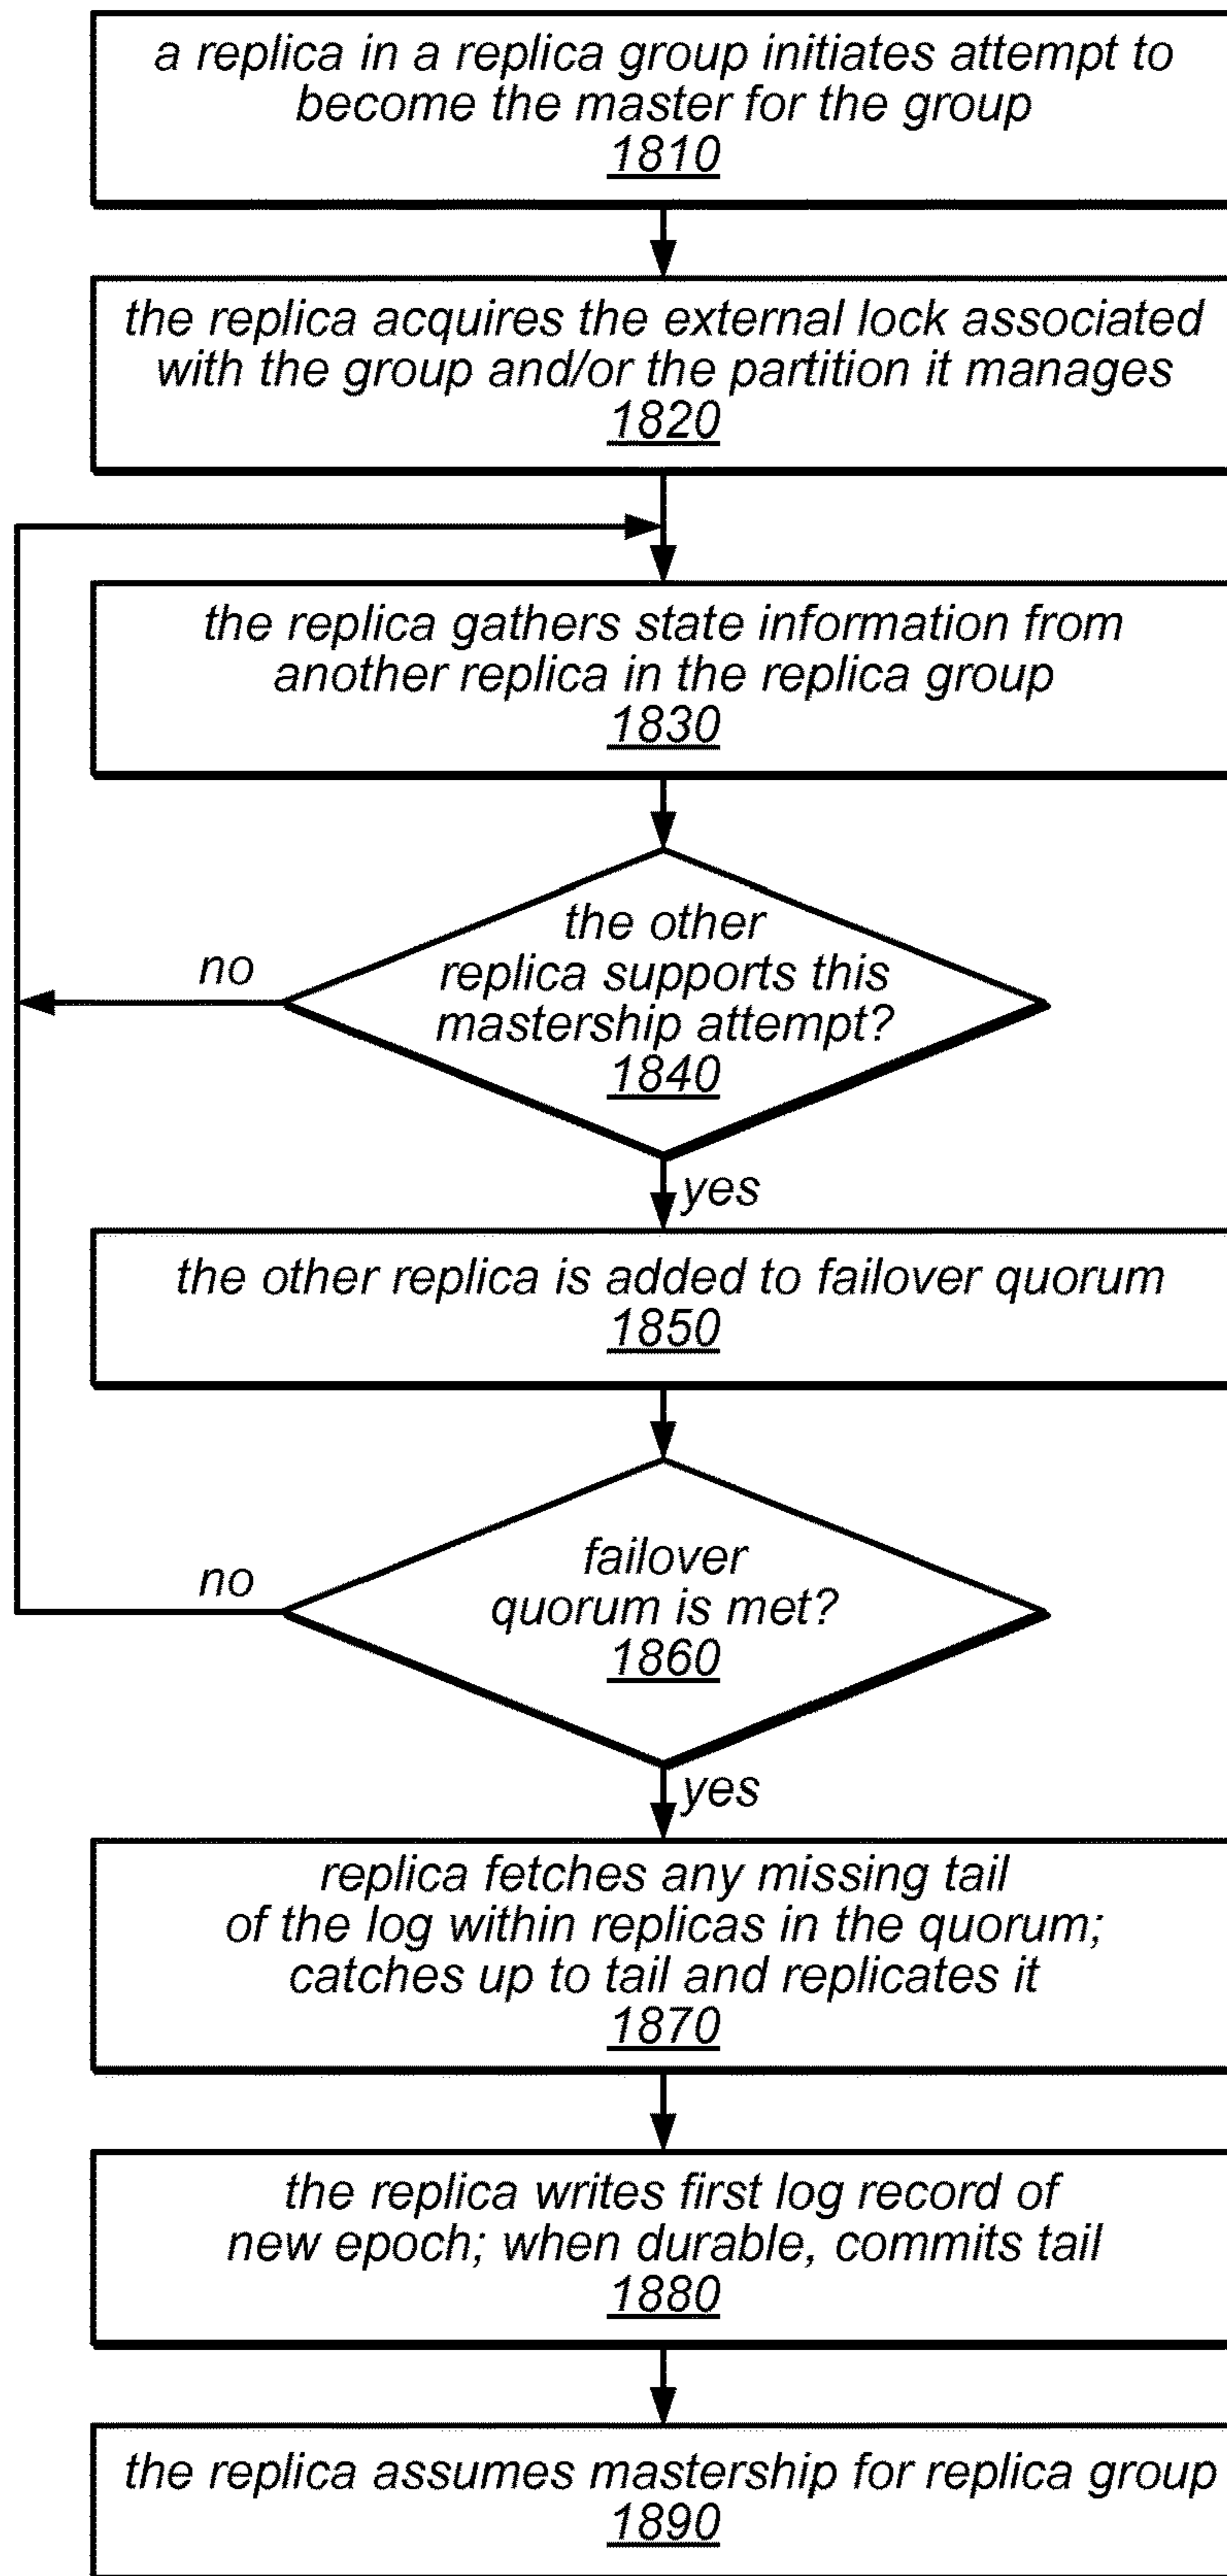 a replica in a replica group initiates attempt to
become the master for the group
1810
the replica acquires the external lock associated
with the group and/or the partition it manages
1820
the replica gathers state information from
another replica in the replica group
1830
the other
replica supports this
mastership attempt?
1840
no
yes
the other replica is added to failover quorum
1850
failover
quorum is met?
1860
no
yes
replica fetches any missing tail
of the log within replicas in the quorum;
catches up to tail and replicates it
1870
the replica writes first log record of
new epoch; when durable, commits tail
1880
the replica assumes mastership for replica group
1890